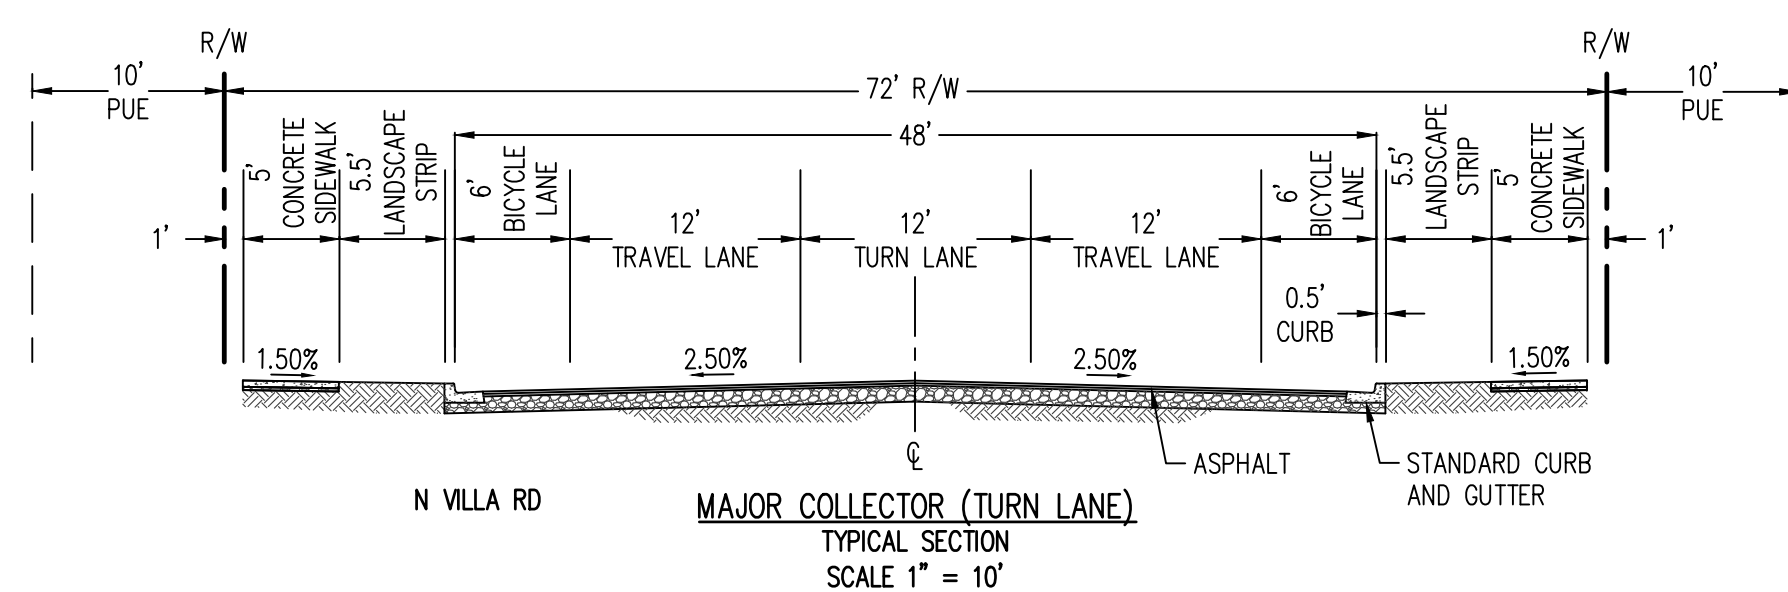 R/W
R/W
10'
PUE
72' R/W
10'
PUE
48'
5'
CONCRETE
SIDEWALK
5.5'
LANDSCAPE
STRIP
6'
BICYCLE
LANE
6'
BICYCLE
LANE
5.5'
LANDSCAPE
STRIP
5'
CONCRETE
SIDEWALK
1'
12'
TRAVEL LANE
12'
TURN LANE
12'
TRAVEL LANE
1'
0.5'
CURB
1.50%
2.50%
2.50%
1.50%
℄
ASPHALT
STANDARD CURB
AND GUTTER
N VILLA RD
MAJOR COLLECTOR (TURN LANE)
TYPICAL SECTION
SCALE 1" = 10'